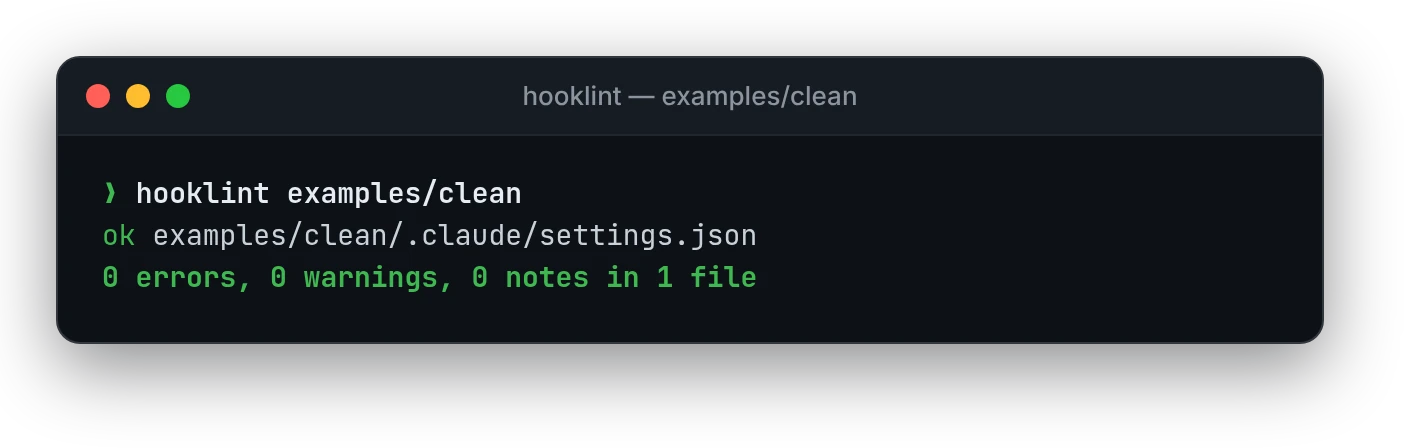 hooklint — examples/clean
❯ hooklint examples/clean
ok examples/clean/.claude/settings.json
0 errors, 0 warnings, 0 notes in 1 file